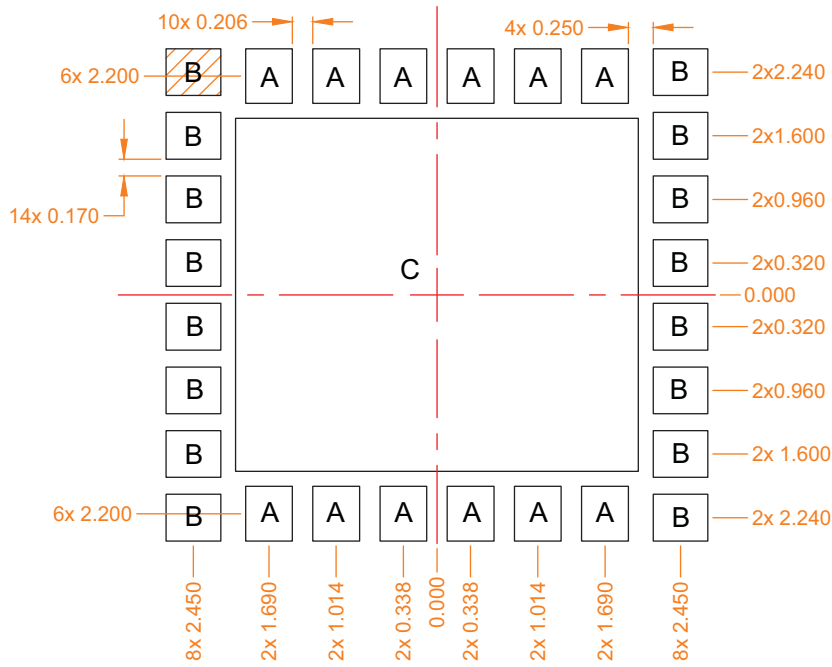 10x 0.206
4x 0.250
6x 2.200
B
A
A
A
A
A
A
B
2x2.240
B
B
2x1.600
14x 0.170
B
B
2x0.960
B
C
B
2x0.320
0.000
B
B
2x0.320
B
B
2x0.960
B
B
2x 1.600
6x 2.200
B
A
A
A
A
A
A
B
2x 2.240
8x 2.450
2x 1.690
2x 1.014
2x 0.338
0.000
2x 0.338
2x 1.014
2x 1.690
8x 2.450